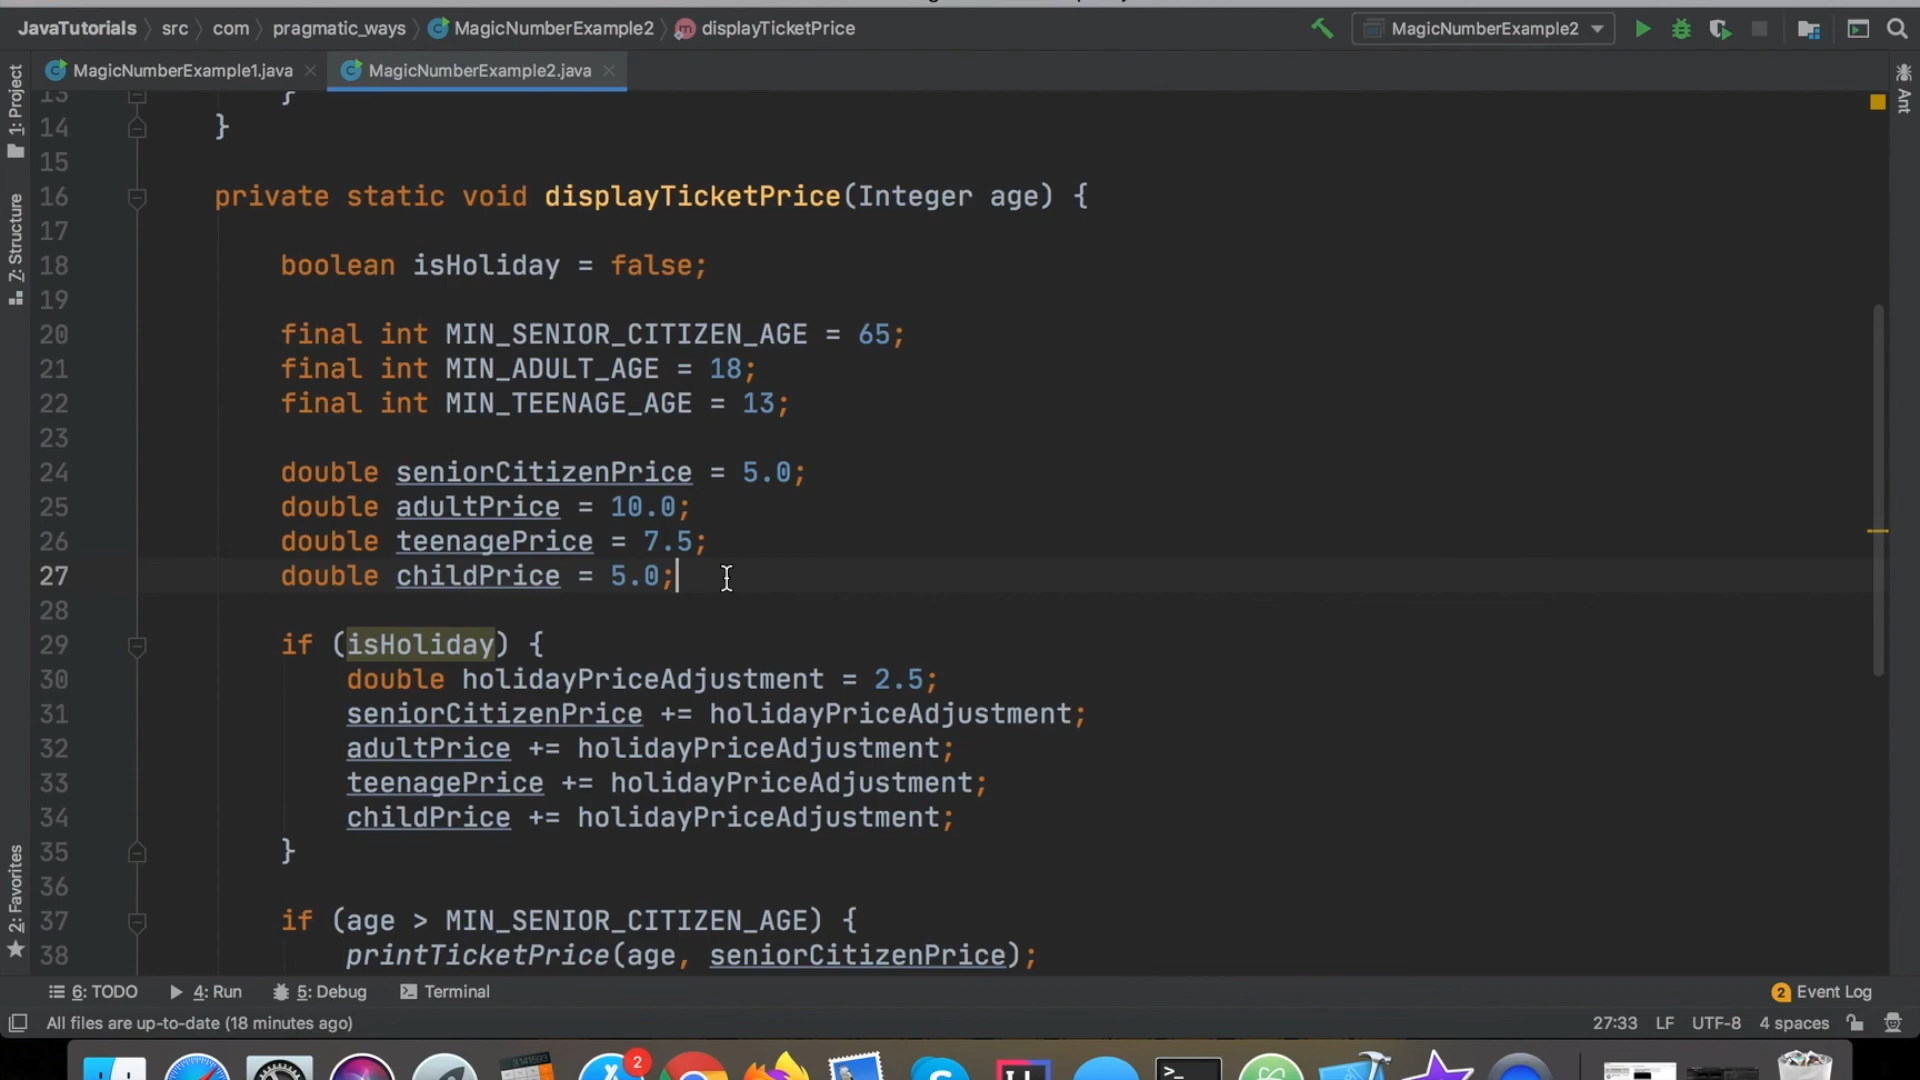 JavaTutorials src com pragmatic_ways MagicNumberExample2 displayTicketPrice MagicNumberExample2
MagicNumberExample1.java MagicNumberExample2.java
1: Project
7: Structure
2: Favorites
Ant
13 }
14 }
15
16 private static void displayTicketPrice(Integer age) {
17
18 boolean isHoliday = false;
19
20 final int MIN_SENIOR_CITIZEN_AGE = 65;
21 final int MIN_ADULT_AGE = 18;
22 final int MIN_TEENAGE_AGE = 13;
23
24 double seniorCitizenPrice = 5.0;
25 double adultPrice = 10.0;
26 double teenagePrice = 7.5;
27 double childPrice = 5.0;
28
29 if (isHoliday) {
30 double holidayPriceAdjustment = 2.5;
31 seniorCitizenPrice += holidayPriceAdjustment;
32 adultPrice += holidayPriceAdjustment;
33 teenagePrice += holidayPriceAdjustment;
34 childPrice += holidayPriceAdjustment;
35 }
36
37 if (age > MIN_SENIOR_CITIZEN_AGE) {
38 printTicketPrice(age, seniorCitizenPrice);
6: TODO 4: Run 5: Debug Terminal 2 Event Log
All files are up-to-date (18 minutes ago) 27:33 LF UTF-8 4 spaces
2